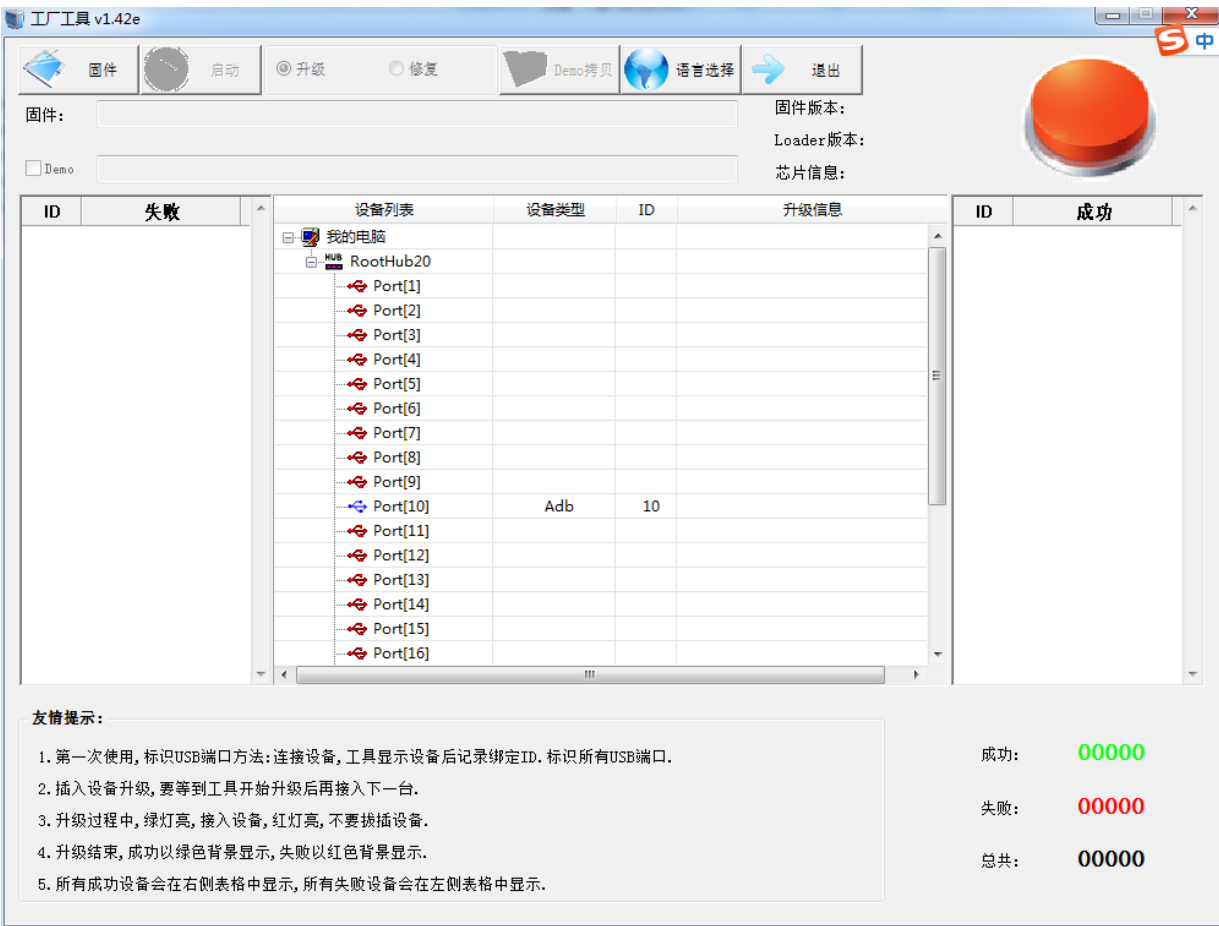 工厂工具 v1.42e
中
固件 启动 升级 修复 Demo拷贝 语言选择 退出
固件:
固件版本:
Loader版本:
Demo
芯片信息:
ID 失败 设备列表 设备类型 ID 升级信息 ID 成功
我的电脑
HUB RootHub20
Port[1]
Port[2]
Port[3]
Port[4]
Port[5]
Port[6]
Port[7]
Port[8]
Port[9]
Port[10] Adb 10
Port[11]
Port[12]
Port[13]
Port[14]
Port[15]
Port[16]
友情提示:
1.第一次使用,标识USB端口方法:连接设备,工具显示设备后记录绑定ID.标识所有USB端口.
2.插入设备升级,要等到工具开始升级后再接入下一台.
3.升级过程中,绿灯亮,接入设备,红灯亮,不要拔插设备.
4.升级结束,成功以绿色背景显示,失败以红色背景显示.
5.所有成功设备会在右侧表格中显示,所有失败设备会在左侧表格中显示.
成功: 00000
失败: 00000
总共: 00000